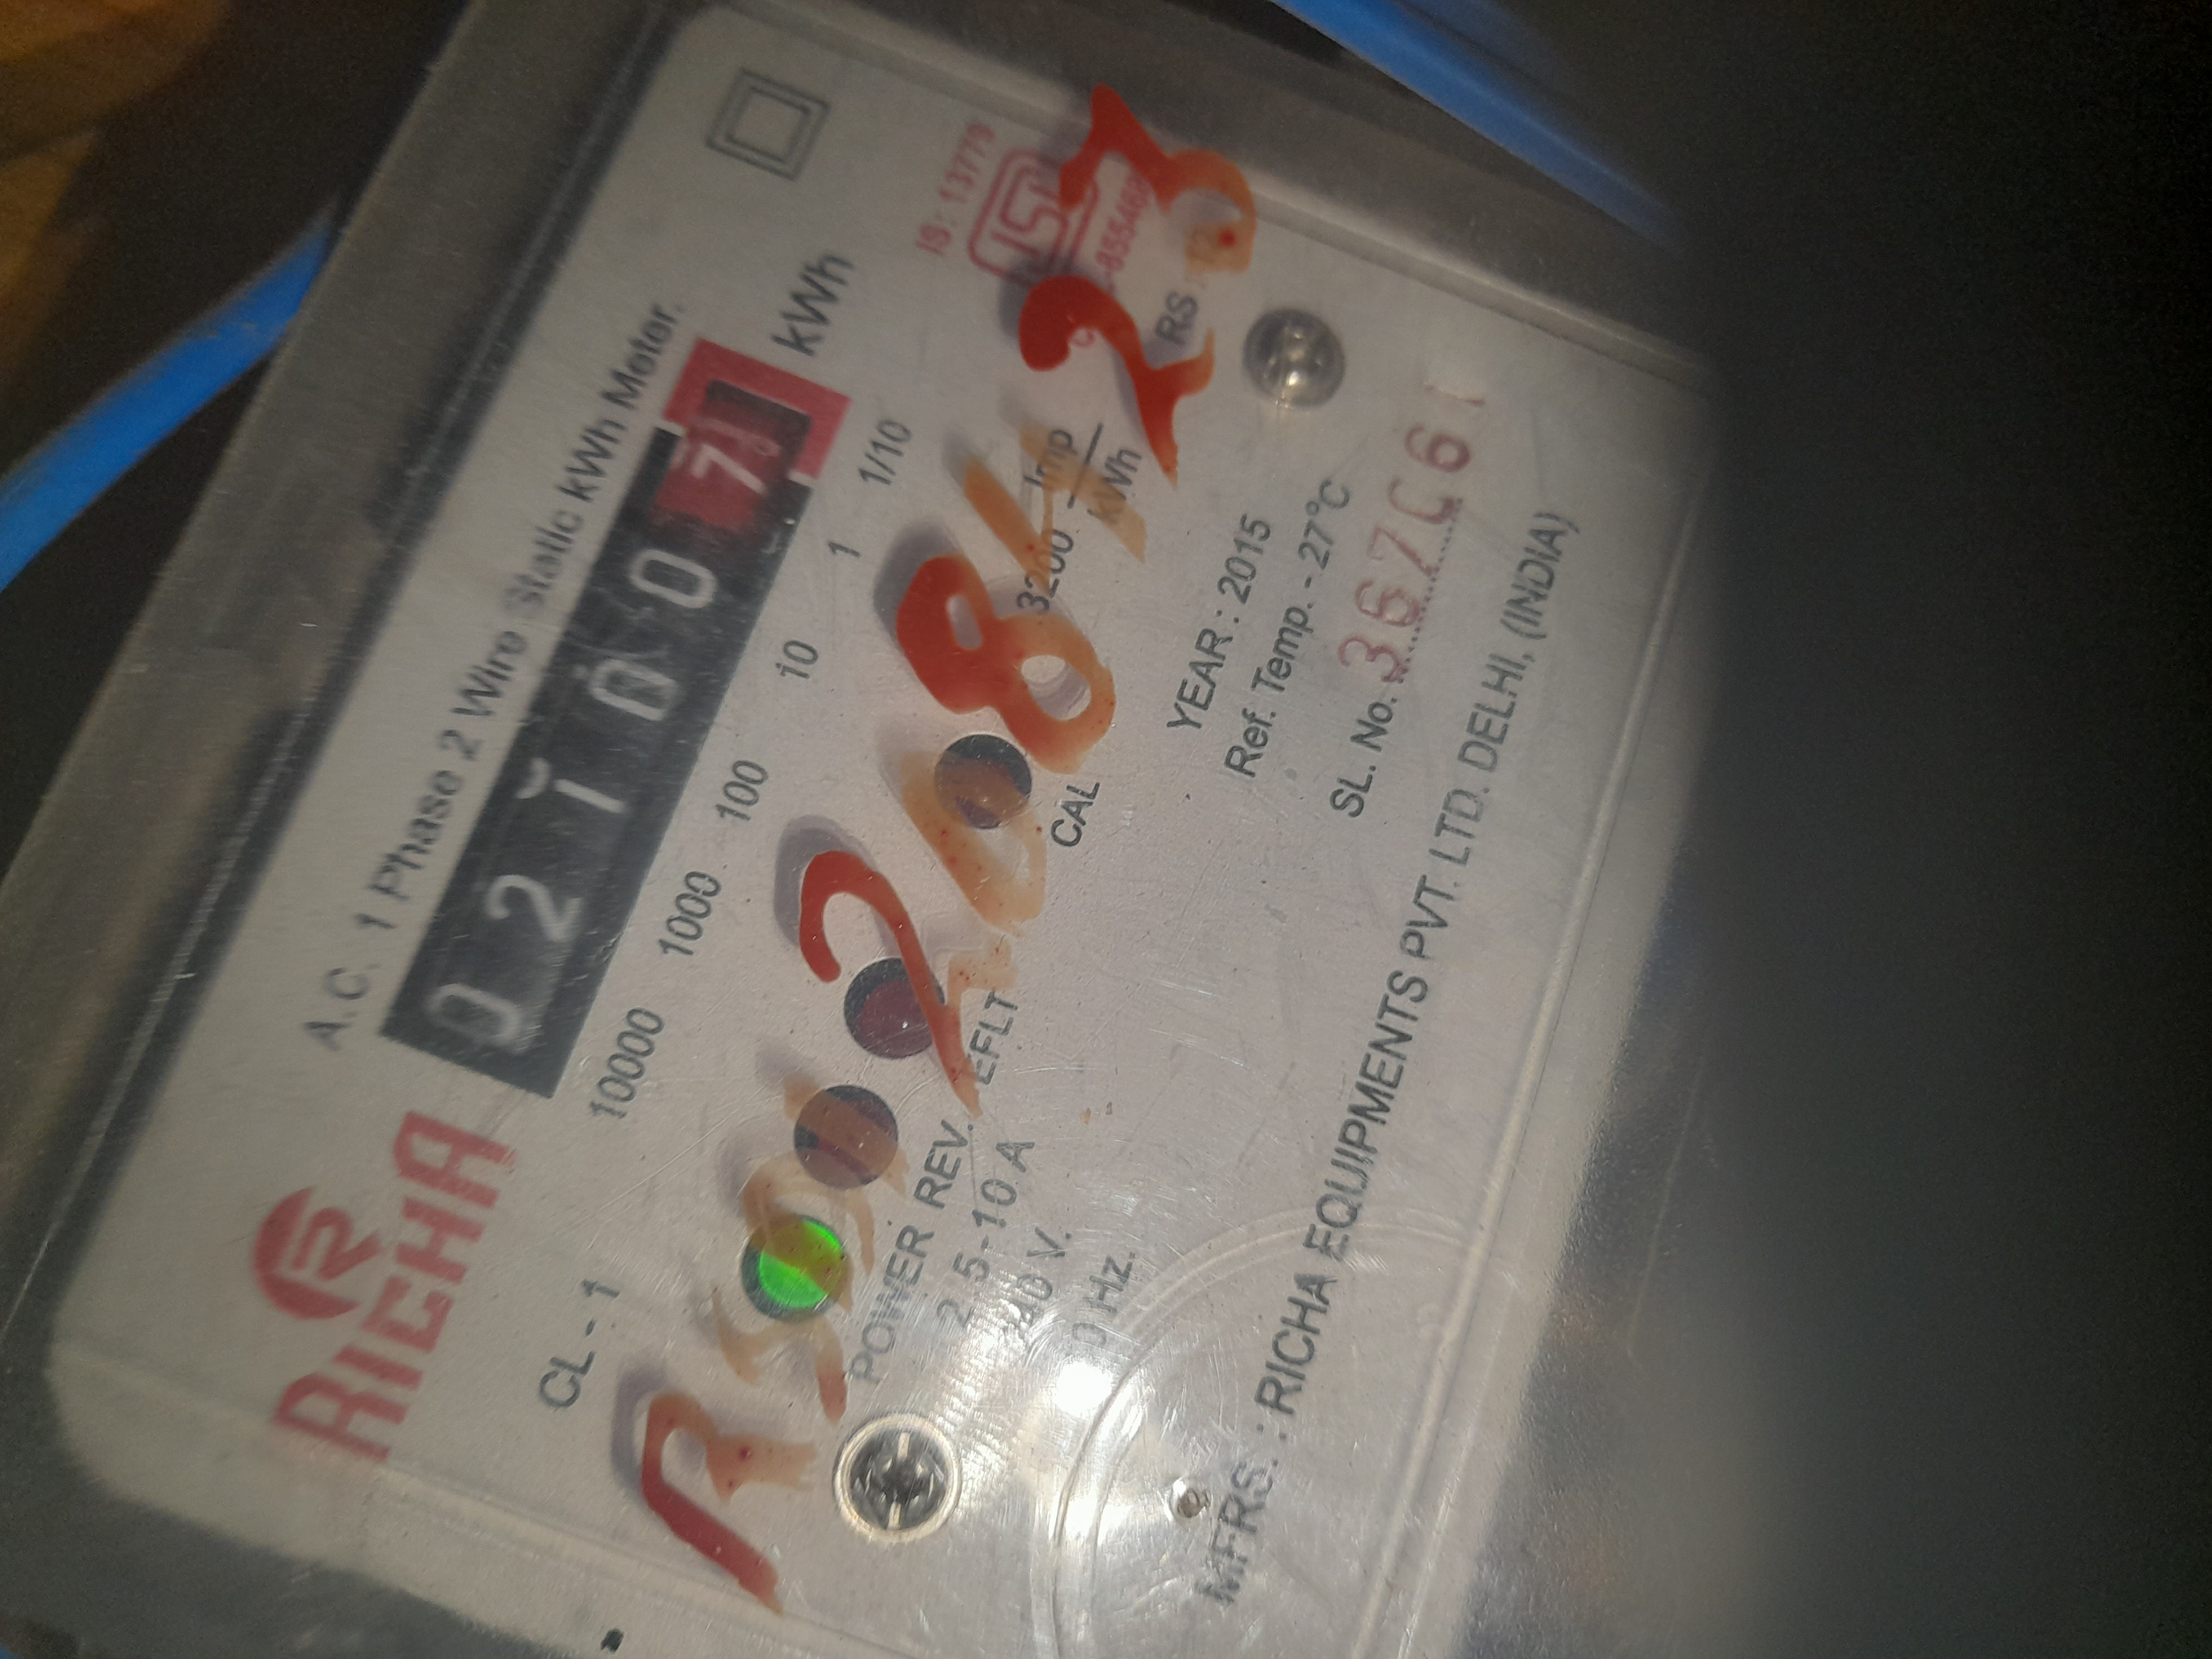 A.C. 1 Phase 2 Wire Static kWh Meter.
RICHA
0 2 1 0 0 7 kWh
10000 1000 100 10 1 1/10
CL - 1
IS : 13779
ISI
3200 Imp
kWh
RS
POWER REV. EFLT CAL
2.5 - 10 A
240 V.
YEAR : 2015
Ref. Temp. - 27°C
SL. No.
MFRS. : RICHA EQUIPMENTS PVT. LTD. DELHI, (INDIA)